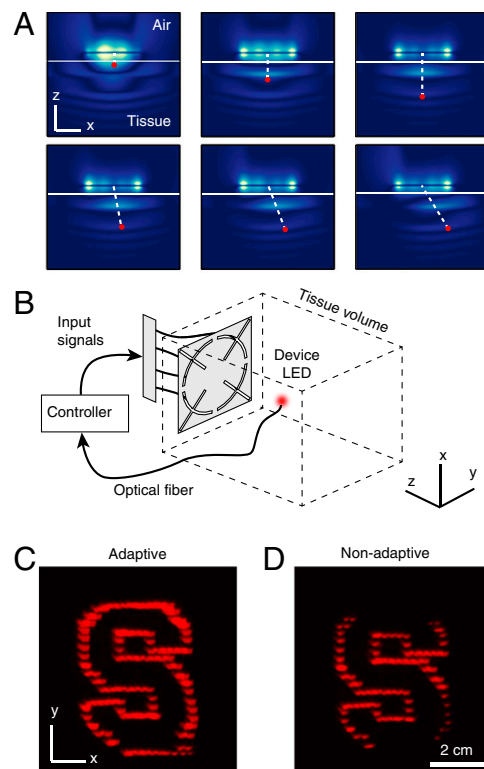 A
Air
z
x
Tissue
B
Tissue volume
Input
signals
Device
LED
Controller
Optical fiber
x
z
y
C
Adaptive
D
Non-adaptive
y
x
2 cm